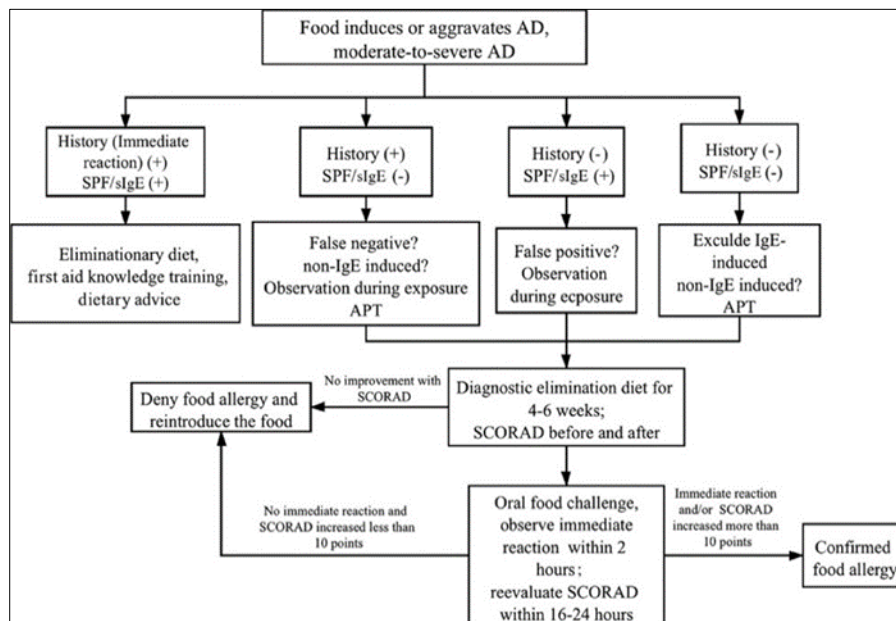 Food induces or aggravates AD,
moderate-to-severe AD
History (Immediate
reaction) (+)
SPF/sIgE (+)
History (+)
SPF/sIgE (-)
History (-)
SPF/sIgE (+)
History (-)
SPF/sIgE (-)
Eliminationary diet,
first aid knowledge training,
dietary advice
False negative?
non-IgE induced?
Observation during exposure
APT
False positive?
Observation
during ecposure
Exculde IgE-
induced
non-IgE induced?
APT
No improvement with
SCORAD
Deny food allergy and
reintroduce the food
Diagnostic elimination diet for
4-6 weeks;
SCORAD before and after
No immediate reaction and
SCORAD increased less than
10 points
Oral food challenge,
observe immediate
reaction within 2
hours;
reevaluate SCORAD
within 16-24 hours
Immediate reaction
and/or SCORAD
increased more than
10 points
Confirmed
food allergy